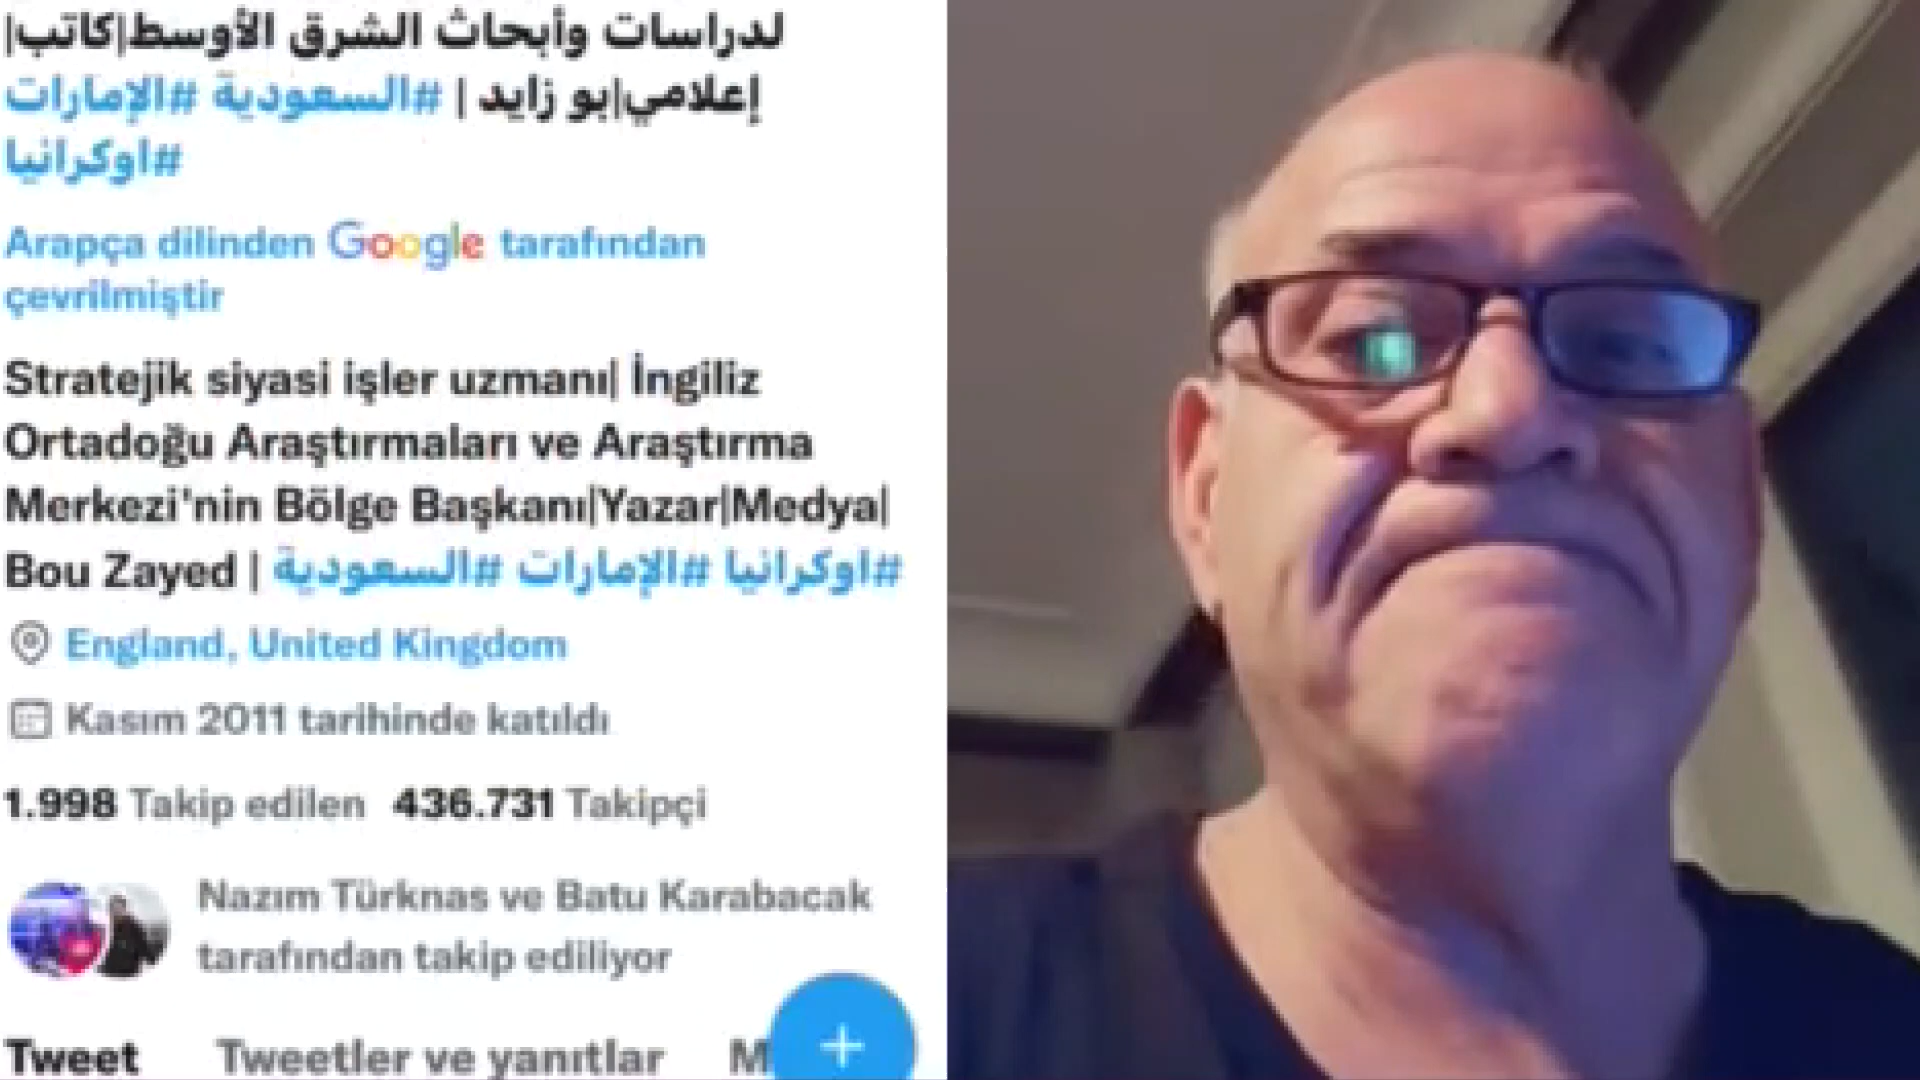 لدراسات وأبحاث الشرق الأوسط|كاتب|
إعلامي|بو زايد | #السعودية #الإمارات
#اوكرانيا
Arapça dilinden Google tarafından
çevrilmiştir
Stratejik siyasi işler uzmanı| İngiliz
Ortadoğu Araştırmaları ve Araştırma
Merkezi'nin Bölge Başkanı|Yazar|Medya|
Bou Zayed | #اوكرانيا #الإمارات #السعودية
England, United Kingdom
Kasım 2011 tarihinde katıldı
1.998 Takip edilen 436.731 Takipçi
Nazım Türknas ve Batu Karabacak
tarafından takip ediliyor
Tweet Tweetler ve yanıtlar M